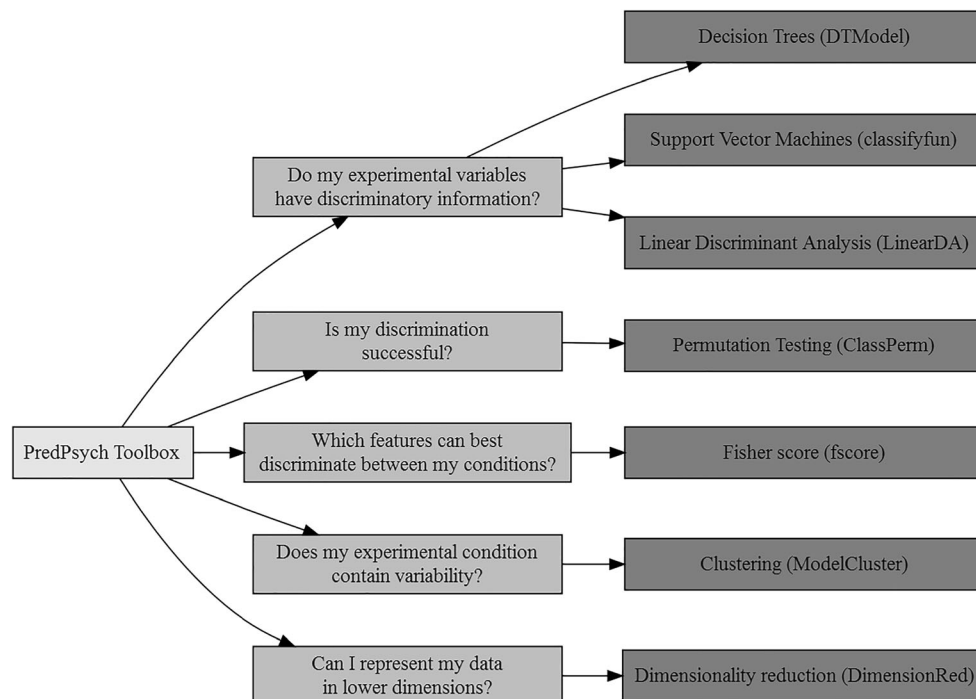 Decision Trees (DTModel)
Support Vector Machines (classifyfun)
Do my experimental variables
have discriminatory information?
Linear Discriminant Analysis (LinearDA)
Is my discrimination
successful?
Permutation Testing (ClassPerm)
PredPsych Toolbox
Which features can best
discriminate between my conditions?
Fisher score (fscore)
Does my experimental condition
contain variability?
Clustering (ModelCluster)
Can I represent my data
in lower dimensions?
Dimensionality reduction (DimensionRed)